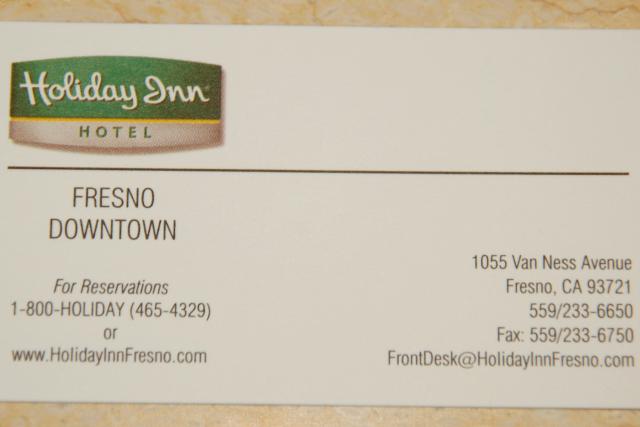 Holiday Inn
HOTEL
FRESNO
DOWNTOWN
For Reservations
1-800-HOLIDAY (465-4329)
or
www.HolidayInnFresno.com
1055 Van Ness Avenue
Fresno, CA 93721
559/233-6650
Fax: 559/233-6750
FrontDesk@HolidayInnFresno.com